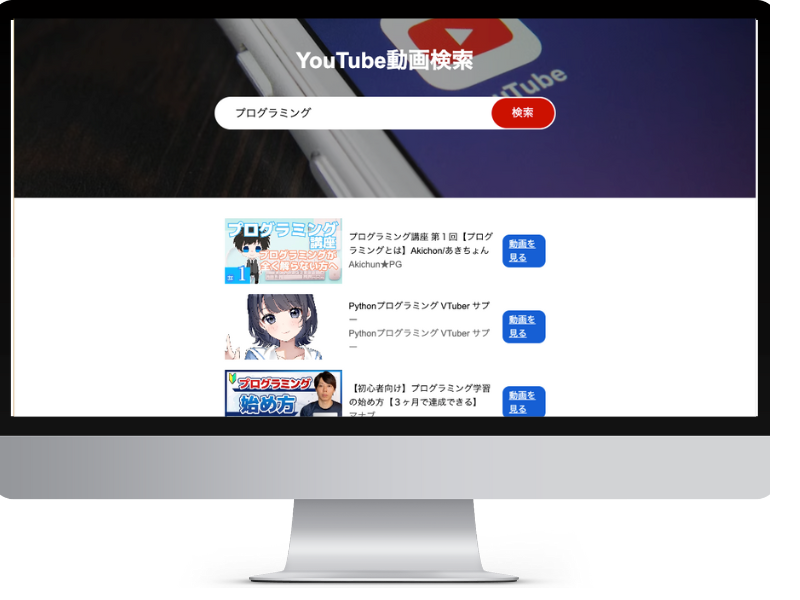 YouTube動画検索
uTube
プログラミング
検索
プログラミング
講座
プログラミングが
全く触らない方へ
#1
プログラミング講座 第1回【プログ
ラミングとは】Akichon/あきちょん
Akichun★PG
動画を
見る
Pythonプログラミング VTuber サプ
ー
Pythonプログラミング VTuber サプ
ー
動画を
見る
プログラミング
始め方
【初心者向け】プログラミング学習
の始め方【3ヶ月で達成できる】
マナブ
動画を
見る